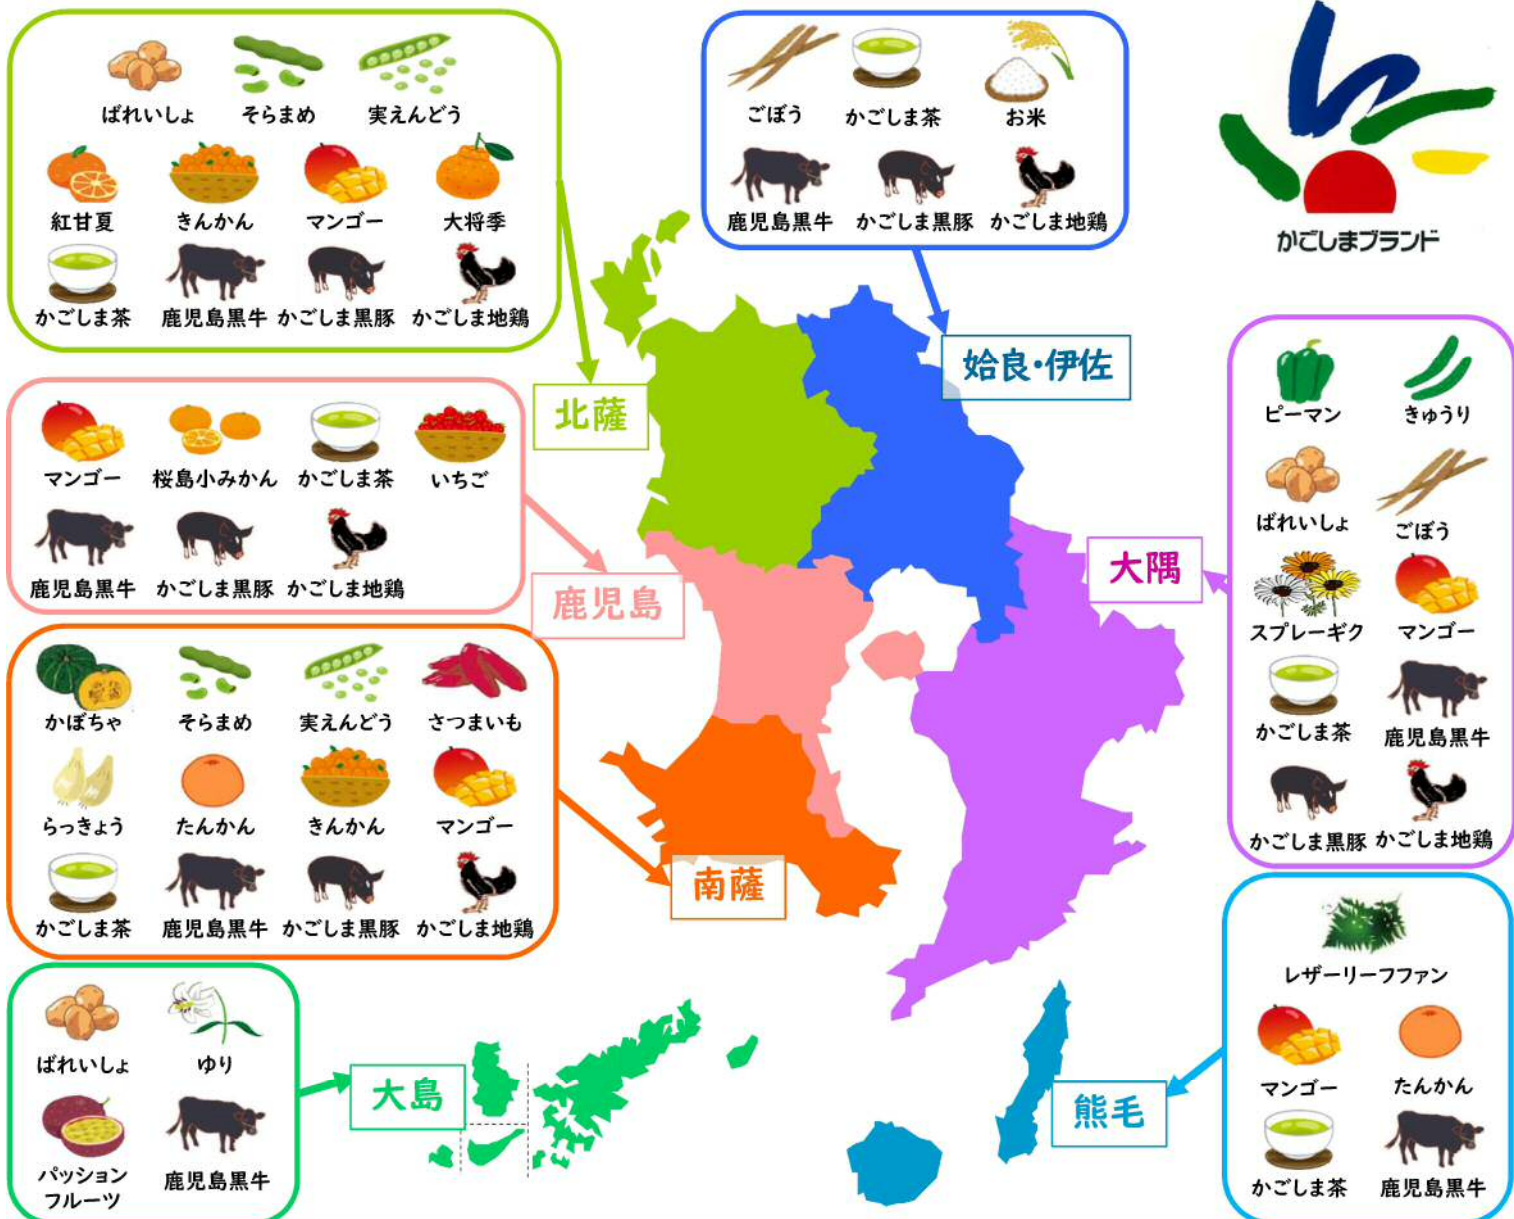 ばれいしょ そらまめ 実えんどう
紅甘夏 きんかん マンゴー 大将季
かごしま茶 鹿児島黒牛 かごしま黒豚 かごしま地鶏
北薩
ごぼう かごしま茶 お米
鹿児島黒牛 かごしま黒豚 かごしま地鶏
姶良・伊佐
かごしまブランド
マンゴー 桜島小みかん かごしま茶 いちご
鹿児島黒牛 かごしま黒豚 かごしま地鶏
鹿児島
ピーマン きゅうり
ばれいしょ ごぼう
スプレーギク マンゴー
かごしま茶 鹿児島黒牛
かごしま黒豚 かごしま地鶏
大隅
かぼちゃ そらまめ 実えんどう さつまいも
らっきょう たんかん きんかん マンゴー
かごしま茶 鹿児島黒牛 かごしま黒豚 かごしま地鶏
南薩
ばれいしょ ゆり
パッション
フルーツ
鹿児島黒牛
大島
レザーリーフファン
マンゴー たんかん
かごしま茶 鹿児島黒牛
熊毛